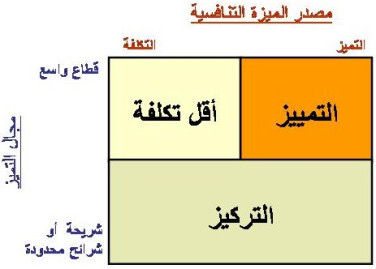 مصدر الميزة التنافسية
التميز
التكلفة
قطاع واسع
التمييز
أقل تكلفة
مجال التميز
التركيز
شريحة أو
شرائح محدودة